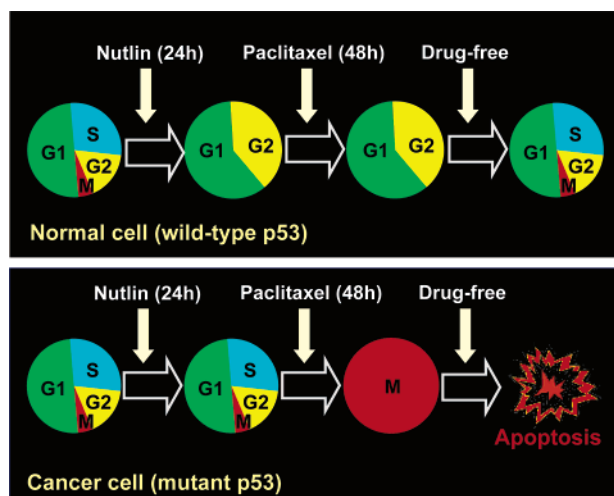 Nutlin (24h) Paclitaxel (48h) Drug-free
S G1 G2 M
G1 G2
G1 G2
S G1 G2 M
Normal cell (wild-type p53)
Nutlin (24h) Paclitaxel (48h) Drug-free
S G1 G2 M
S G1 G2 M
M
Apoptosis
Cancer cell (mutant p53)